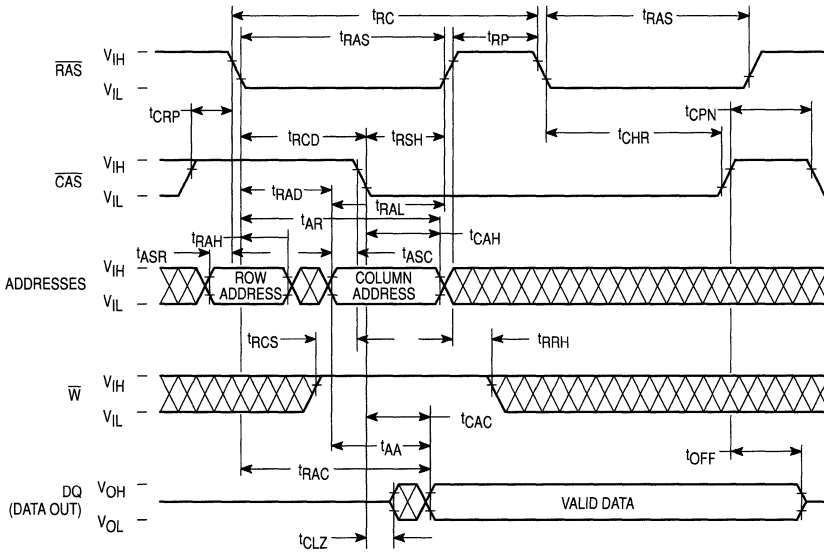 tRC
tRAS tRP tRAS
RAS VIH
VIL
tCRP tRCD tRSH tCHR tCPN
CAS VIH
VIL
tRAD
tRAL
tAR
tRAH tCAH
tASR tASC
ADDRESSES VIH
VIL
ROW ADDRESS
COLUMN ADDRESS
tRCS tRRH
W VIH
VIL
tCAC
tAA
tRAC tOFF
DQ (DATA OUT) VOH
VOL
VALID DATA
tCLZ